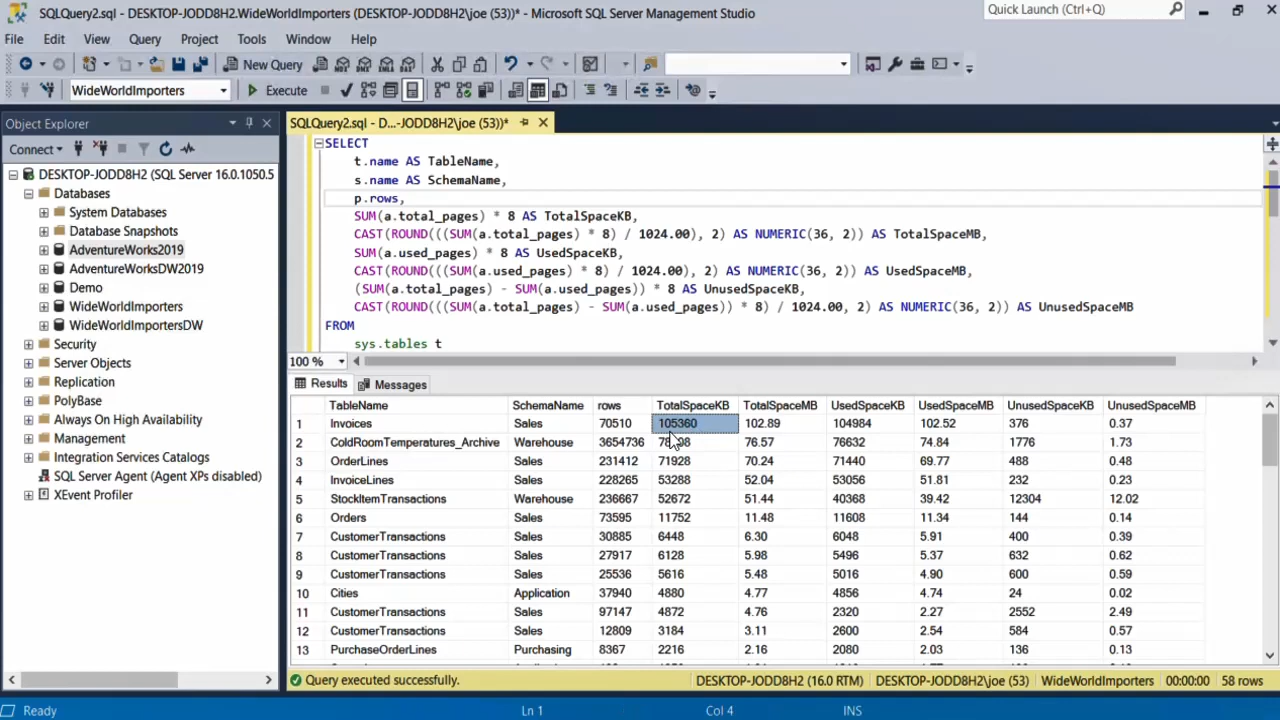 SQLQuery2.sql - DESKTOP-JODD8H2.WideWorldImporters (DESKTOP-JODD8H2\joe (53))* - Microsoft SQL Server Management Studio
Quick Launch (Ctrl+Q)
File Edit View Query Project Tools Window Help
New Query
WideWorldImporters Execute
Object Explorer
Connect
DESKTOP-JODD8H2 (SQL Server 16.0.1050.5
Databases
System Databases
Database Snapshots
AdventureWorks2019
AdventureWorksDW2019
Demo
WideWorldImporters
WideWorldImportersDW
Security
Server Objects
Replication
PolyBase
Always On High Availability
Management
Integration Services Catalogs
SQL Server Agent (Agent XPs disabled)
XEvent Profiler
SQLQuery2.sql - D...-JODD8H2\joe (53))*
SELECT
t.name AS TableName,
s.name AS SchemaName,
p.rows,
SUM(a.total_pages) * 8 AS TotalSpaceKB,
CAST(ROUND(((SUM(a.total_pages) * 8) / 1024.00), 2) AS NUMERIC(36, 2)) AS TotalSpaceMB,
SUM(a.used_pages) * 8 AS UsedSpaceKB,
CAST(ROUND(((SUM(a.used_pages) * 8) / 1024.00), 2) AS NUMERIC(36, 2)) AS UsedSpaceMB,
(SUM(a.total_pages) - SUM(a.used_pages)) * 8 AS UnusedSpaceKB,
CAST(ROUND(((SUM(a.total_pages) - SUM(a.used_pages)) * 8) / 1024.00, 2) AS NUMERIC(36, 2)) AS UnusedSpaceMB
FROM
sys.tables t
100 %
Results Messages
TableName SchemaName rows TotalSpaceKB TotalSpaceMB UsedSpaceKB UsedSpaceMB UnusedSpaceKB UnusedSpaceMB
1 Invoices Sales 70510 105360 102.89 104984 102.52 376 0.37
2 ColdRoomTemperatures_Archive Warehouse 3654736 76.57 76632 74.84 1776 1.73
3 OrderLines Sales 231412 71928 70.24 71440 69.77 488 0.48
4 InvoiceLines Sales 228265 53288 52.04 53056 51.81 232 0.23
5 StockItemTransactions Warehouse 236667 52672 51.44 40368 39.42 12304 12.02
6 Orders Sales 73595 11752 11.48 11608 11.34 144 0.14
7 CustomerTransactions Sales 30885 6448 6.30 6048 5.91 400 0.39
8 CustomerTransactions Sales 27917 6128 5.98 5496 5.37 632 0.62
9 CustomerTransactions Sales 25536 5616 5.48 5016 4.90 600 0.59
10 Cities Application 37940 4880 4.77 4856 4.74 24 0.02
11 CustomerTransactions Sales 97147 4872 4.76 2320 2.27 2552 2.49
12 CustomerTransactions Sales 12809 3184 3.11 2600 2.54 584 0.57
13 PurchaseOrderLines Purchasing 8367 2216 2.16 2080 2.03 136 0.13
Query executed successfully. DESKTOP-JODD8H2 (16.0 RTM) DESKTOP-JODD8H2\joe (53) WideWorldImporters 00:00:00 58 rows
Ready Ln 1 Col 4 INS